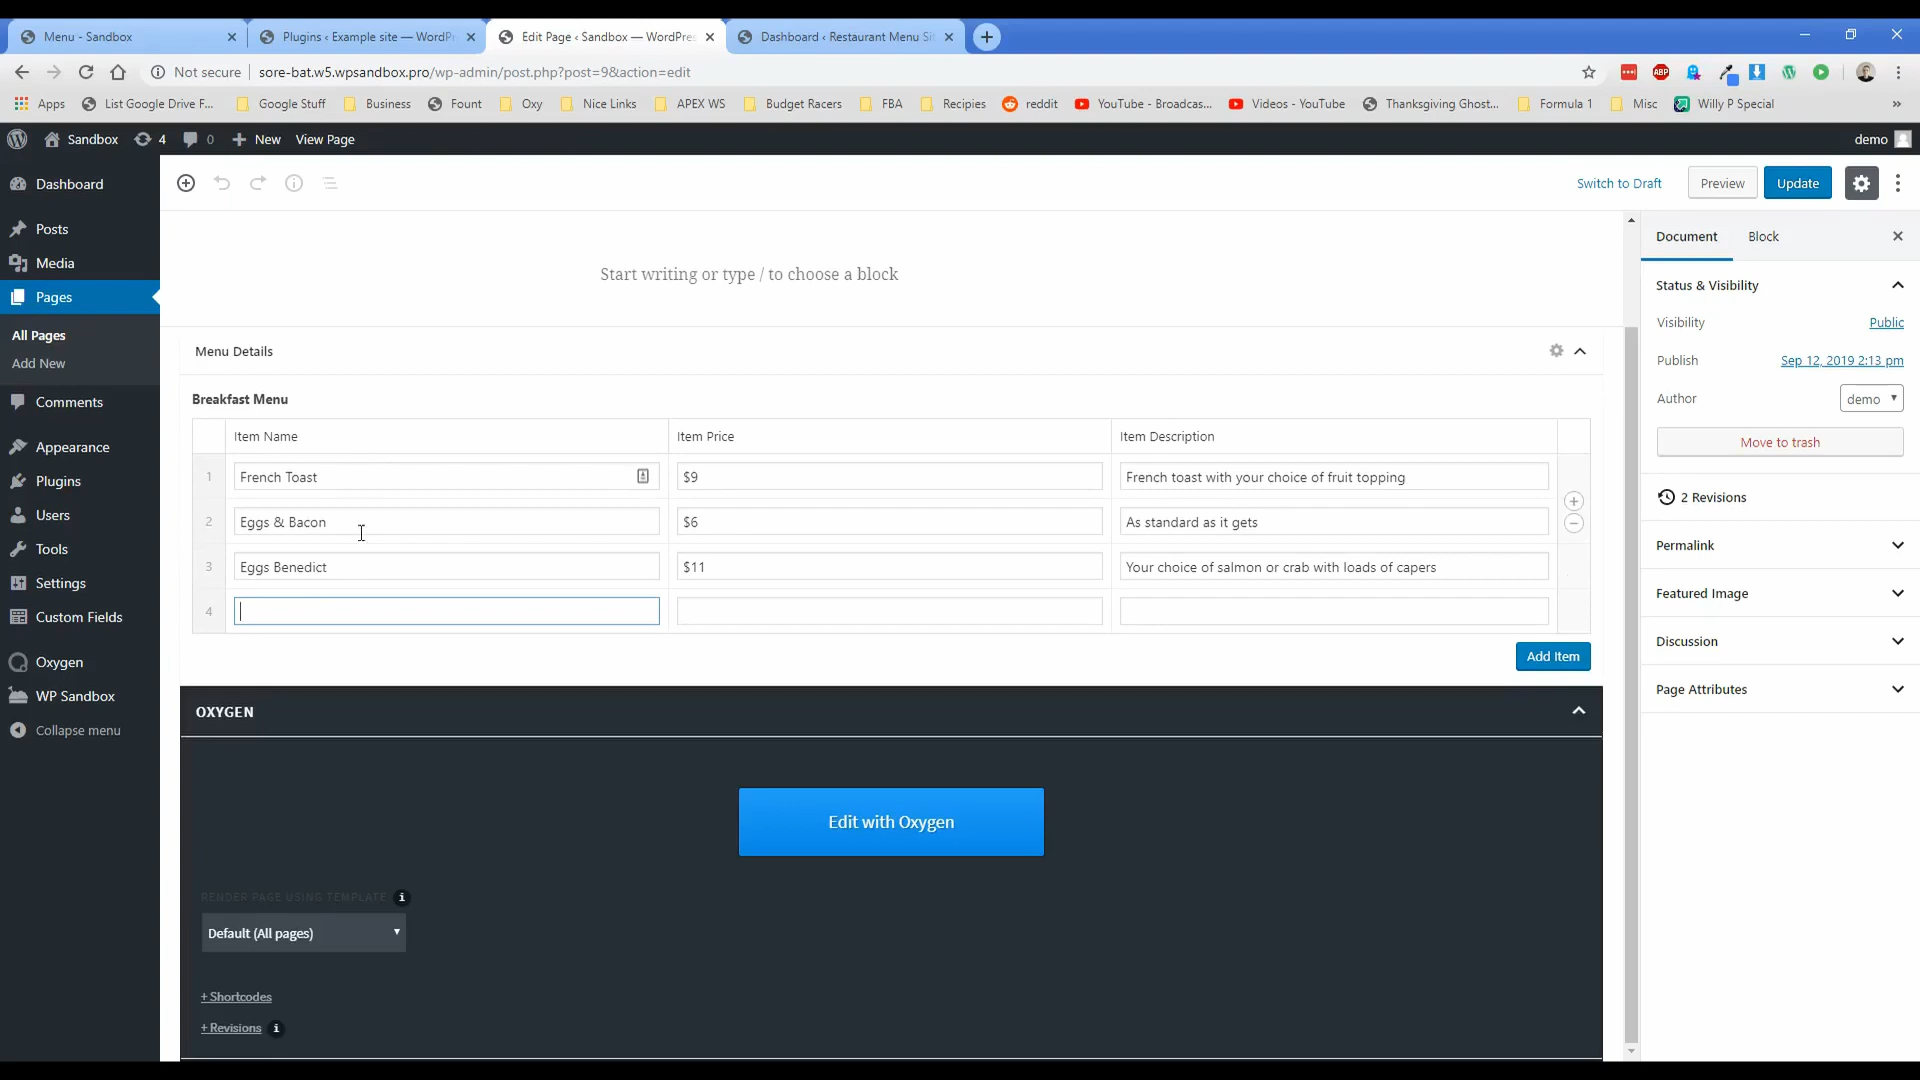 Menu - Sandbox
Plugins ‹ Example site — WordPr
Edit Page ‹ Sandbox — WordPres
Dashboard ‹ Restaurant Menu Sit
Not secure
sore-bat.w5.wpsandbox.pro/wp-admin/post.php?post=9&action=edit
ABP
Apps
List Google Drive F...
Google Stuff
Business
Fount
Oxy
Nice Links
APEX WS
Budget Racers
FBA
Recipies
reddit
YouTube - Broadcas...
Videos - YouTube
Thanksgiving Ghost...
Formula 1
Misc
Willy P Special
»
Sandbox
4
0
New
View Page
demo
Dashboard
Posts
Media
Pages
All Pages
Add New
Comments
Appearance
Plugins
Users
Tools
Settings
Custom Fields
Oxygen
WP Sandbox
Collapse menu
Switch to Draft
Preview
Update
Start writing or type / to choose a block
Menu Details
Breakfast Menu
Item Name
Item Price
Item Description
1
French Toast
$9
French toast with your choice of fruit topping
2
Eggs & Bacon
$6
As standard as it gets
3
Eggs Benedict
$11
Your choice of salmon or crab with loads of capers
4
Add Item
OXYGEN
Edit with Oxygen
RENDER PAGE USING TEMPLATE
Default (All pages)
+ Shortcodes
+ Revisions
Document
Block
Status & Visibility
Visibility
Public
Publish
Sep 12, 2019 2:13 pm
Author
demo
Move to trash
2 Revisions
Permalink
Featured Image
Discussion
Page Attributes